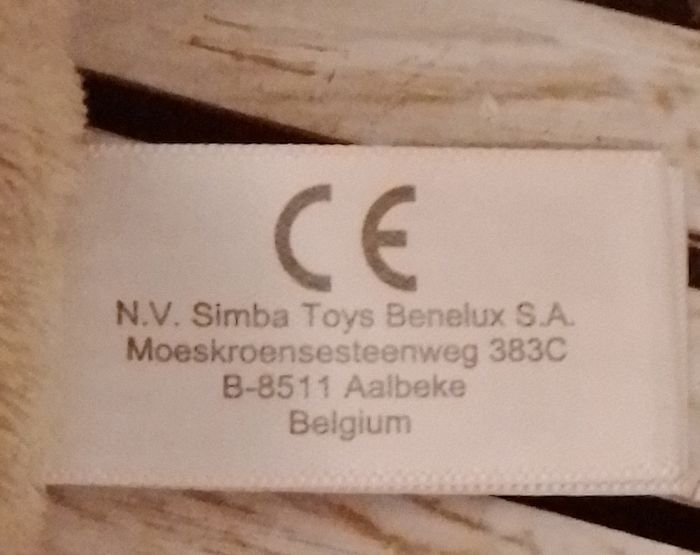 CE
N.V. Simba Toys Benelux S.A.
Moeskroensesteenweg 383C
B-8511 Aalbeke
Belgium